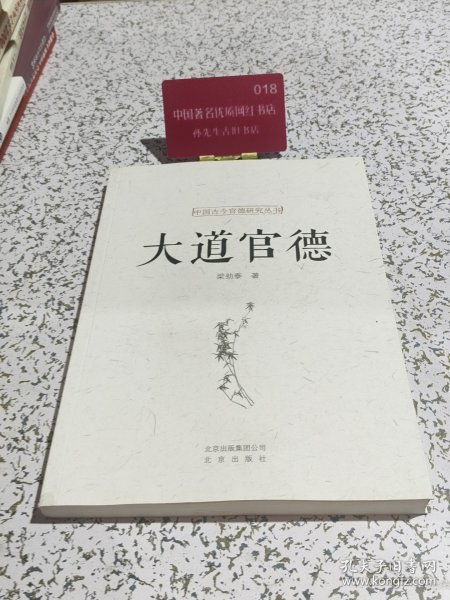 018
中国著名优质网红书店
孙先生古旧书店
中国古今官德研究丛书
大道官德
梁劲泰 著
北京出版集团公司
北京出版社
孔夫子旧书网
www.kongfz.com